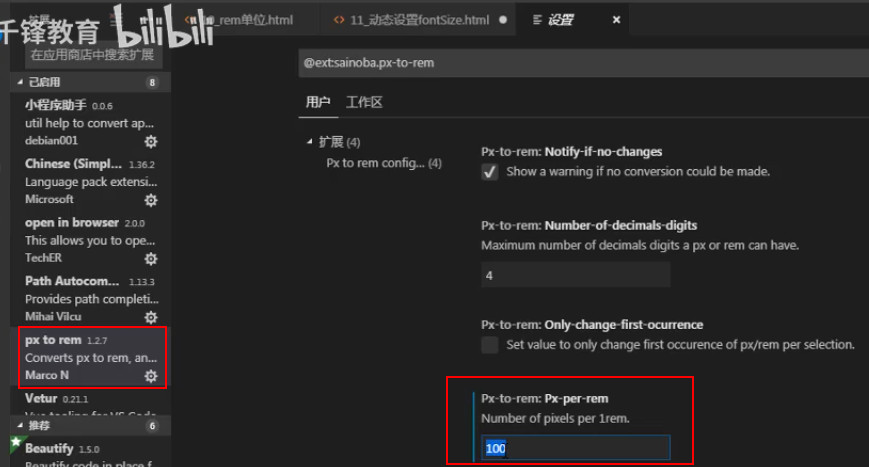 千锋教育 bilibili
扩展
10_rem单位.html
11_动态设置fontSize.html
设置
在应用商店中搜索扩展
@ext:sainoba.px-to-rem
已启用 8
小程序助手 0.0.6
util help to convert ap...
debian001
Chinese (Simpl... 1.36.2
Language pack extensi...
Microsoft
open in browser 2.0.0
This allows you to ope...
TechER
Path Autocom... 1.13.3
Provides path completi...
Mihai Vilcu
px to rem 1.2.7
Converts px to rem, an...
Marco N
Vetur 0.21.1
推荐 6
Beautify 1.5.0
用户 工作区
扩展 (4)
Px to rem config... (4)
Px-to-rem: Notify-if-no-changes
Show a warning if no conversion could be made.
Px-to-rem: Number-of-decimals-digits
Maximum number of decimals digits a px or rem can have.
4
Px-to-rem: Only-change-first-ocurrence
Set value to only change first occurence of px/rem per selection.
Px-to-rem: Px-per-rem
Number of pixels per 1rem.
100